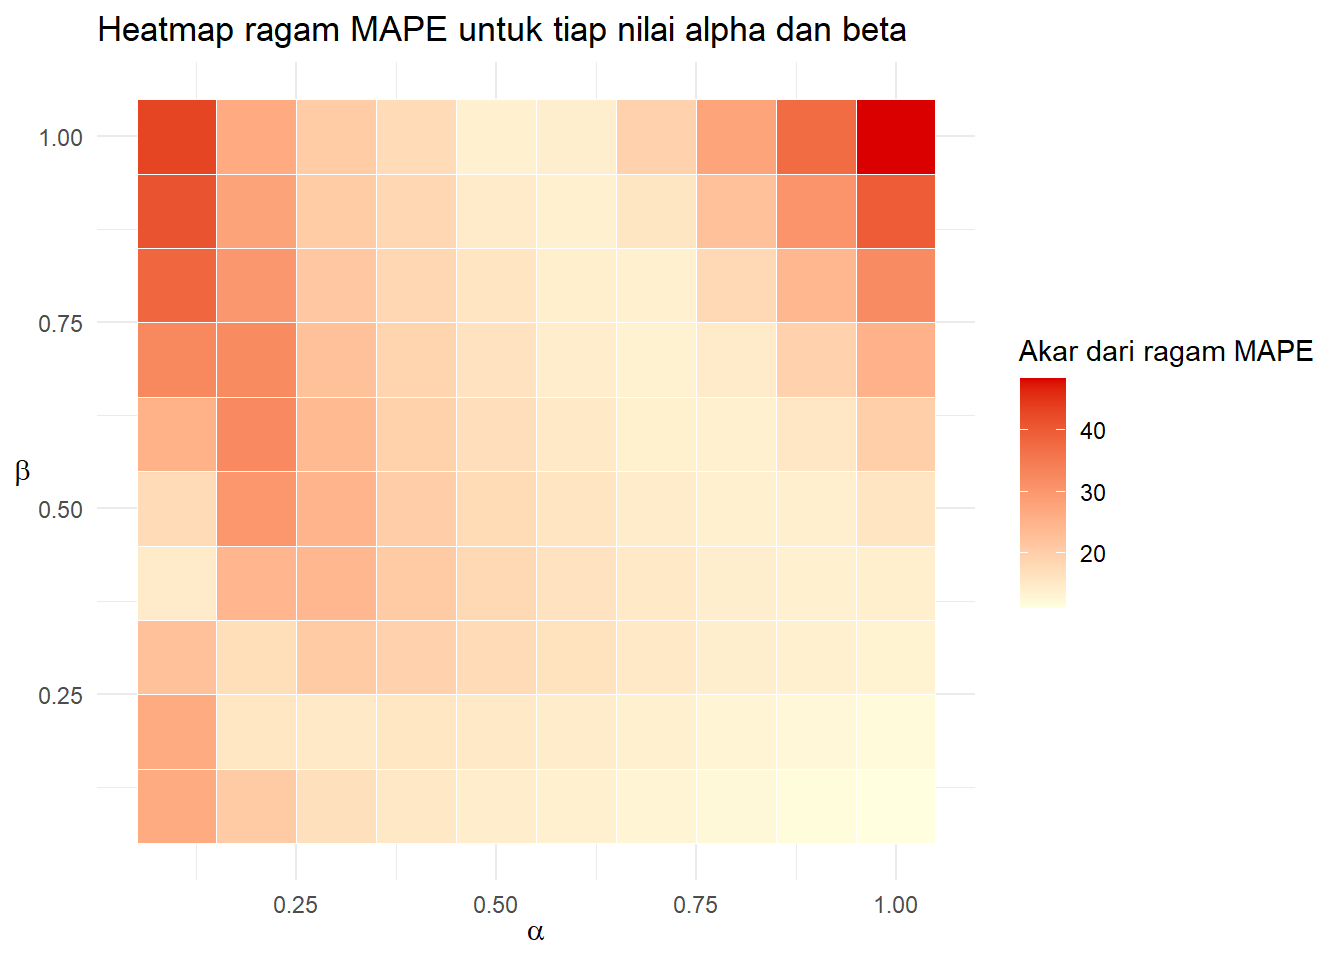 Heatmap ragam MAPE untuk tiap nilai alpha dan beta
1.00
0.75
0.50
0.25
β
0.25 0.50 0.75 1.00
α
Akar dari ragam MAPE
40
30
20